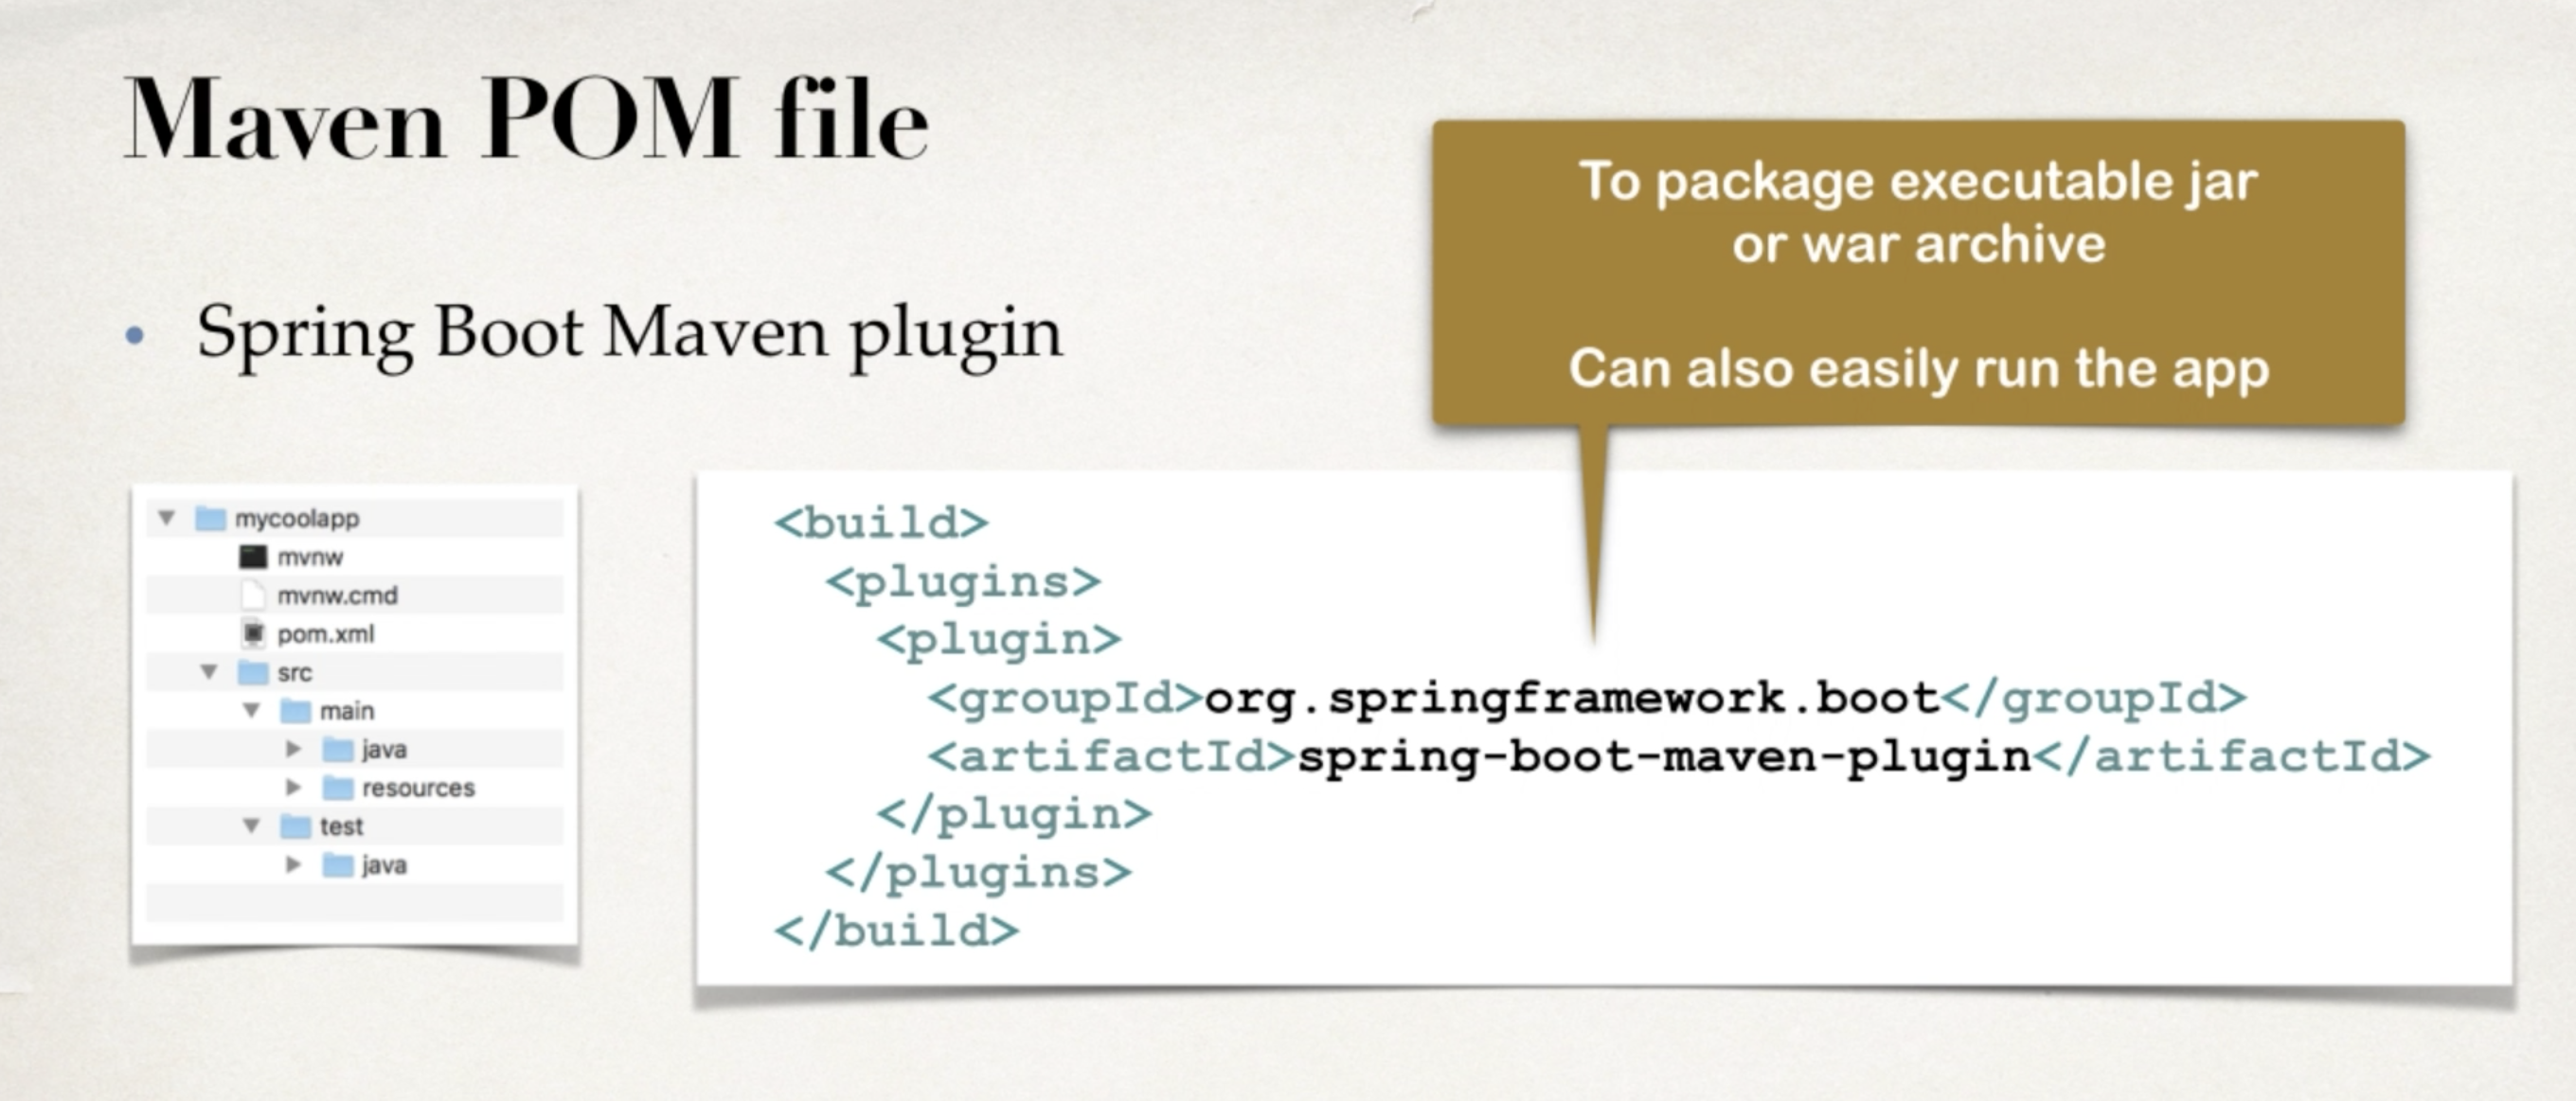 Maven POM file
To package executable jar
or war archive
Can also easily run the app
• Spring Boot Maven plugin
mycoolapp
mvnw
mvnw.cmd
pom.xml
src
main
java
resources
test
java
<build>
<plugins>
<plugin>
<groupId>org.springframework.boot</groupId>
<artifactId>spring-boot-maven-plugin</artifactId>
</plugin>
</plugins>
</build>